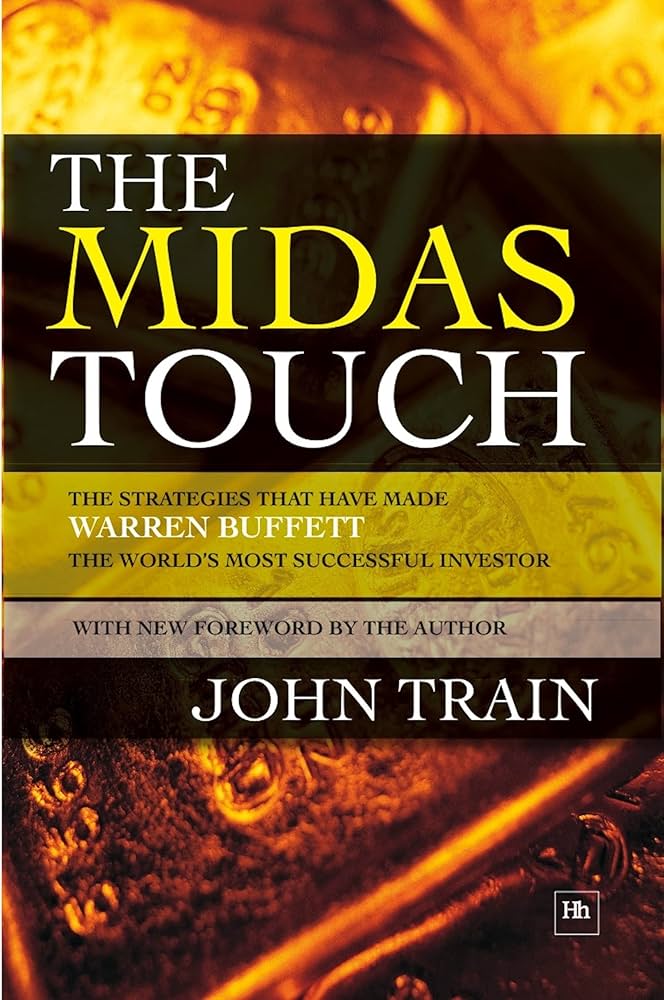 THE
MIDAS
TOUCH
THE STRATEGIES THAT HAVE MADE
WARREN BUFFETT
THE WORLD'S MOST SUCCESSFUL INVESTOR
WITH NEW FOREWORD BY THE AUTHOR
JOHN TRAIN
Hh